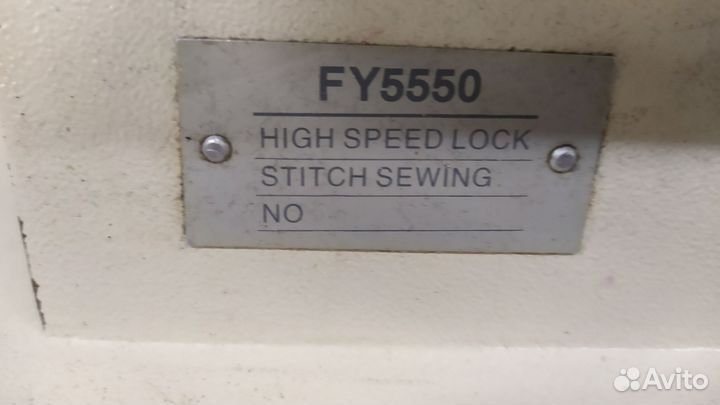 FY5550
HIGH SPEED LOCK
STITCH SEWING
NO
Avito